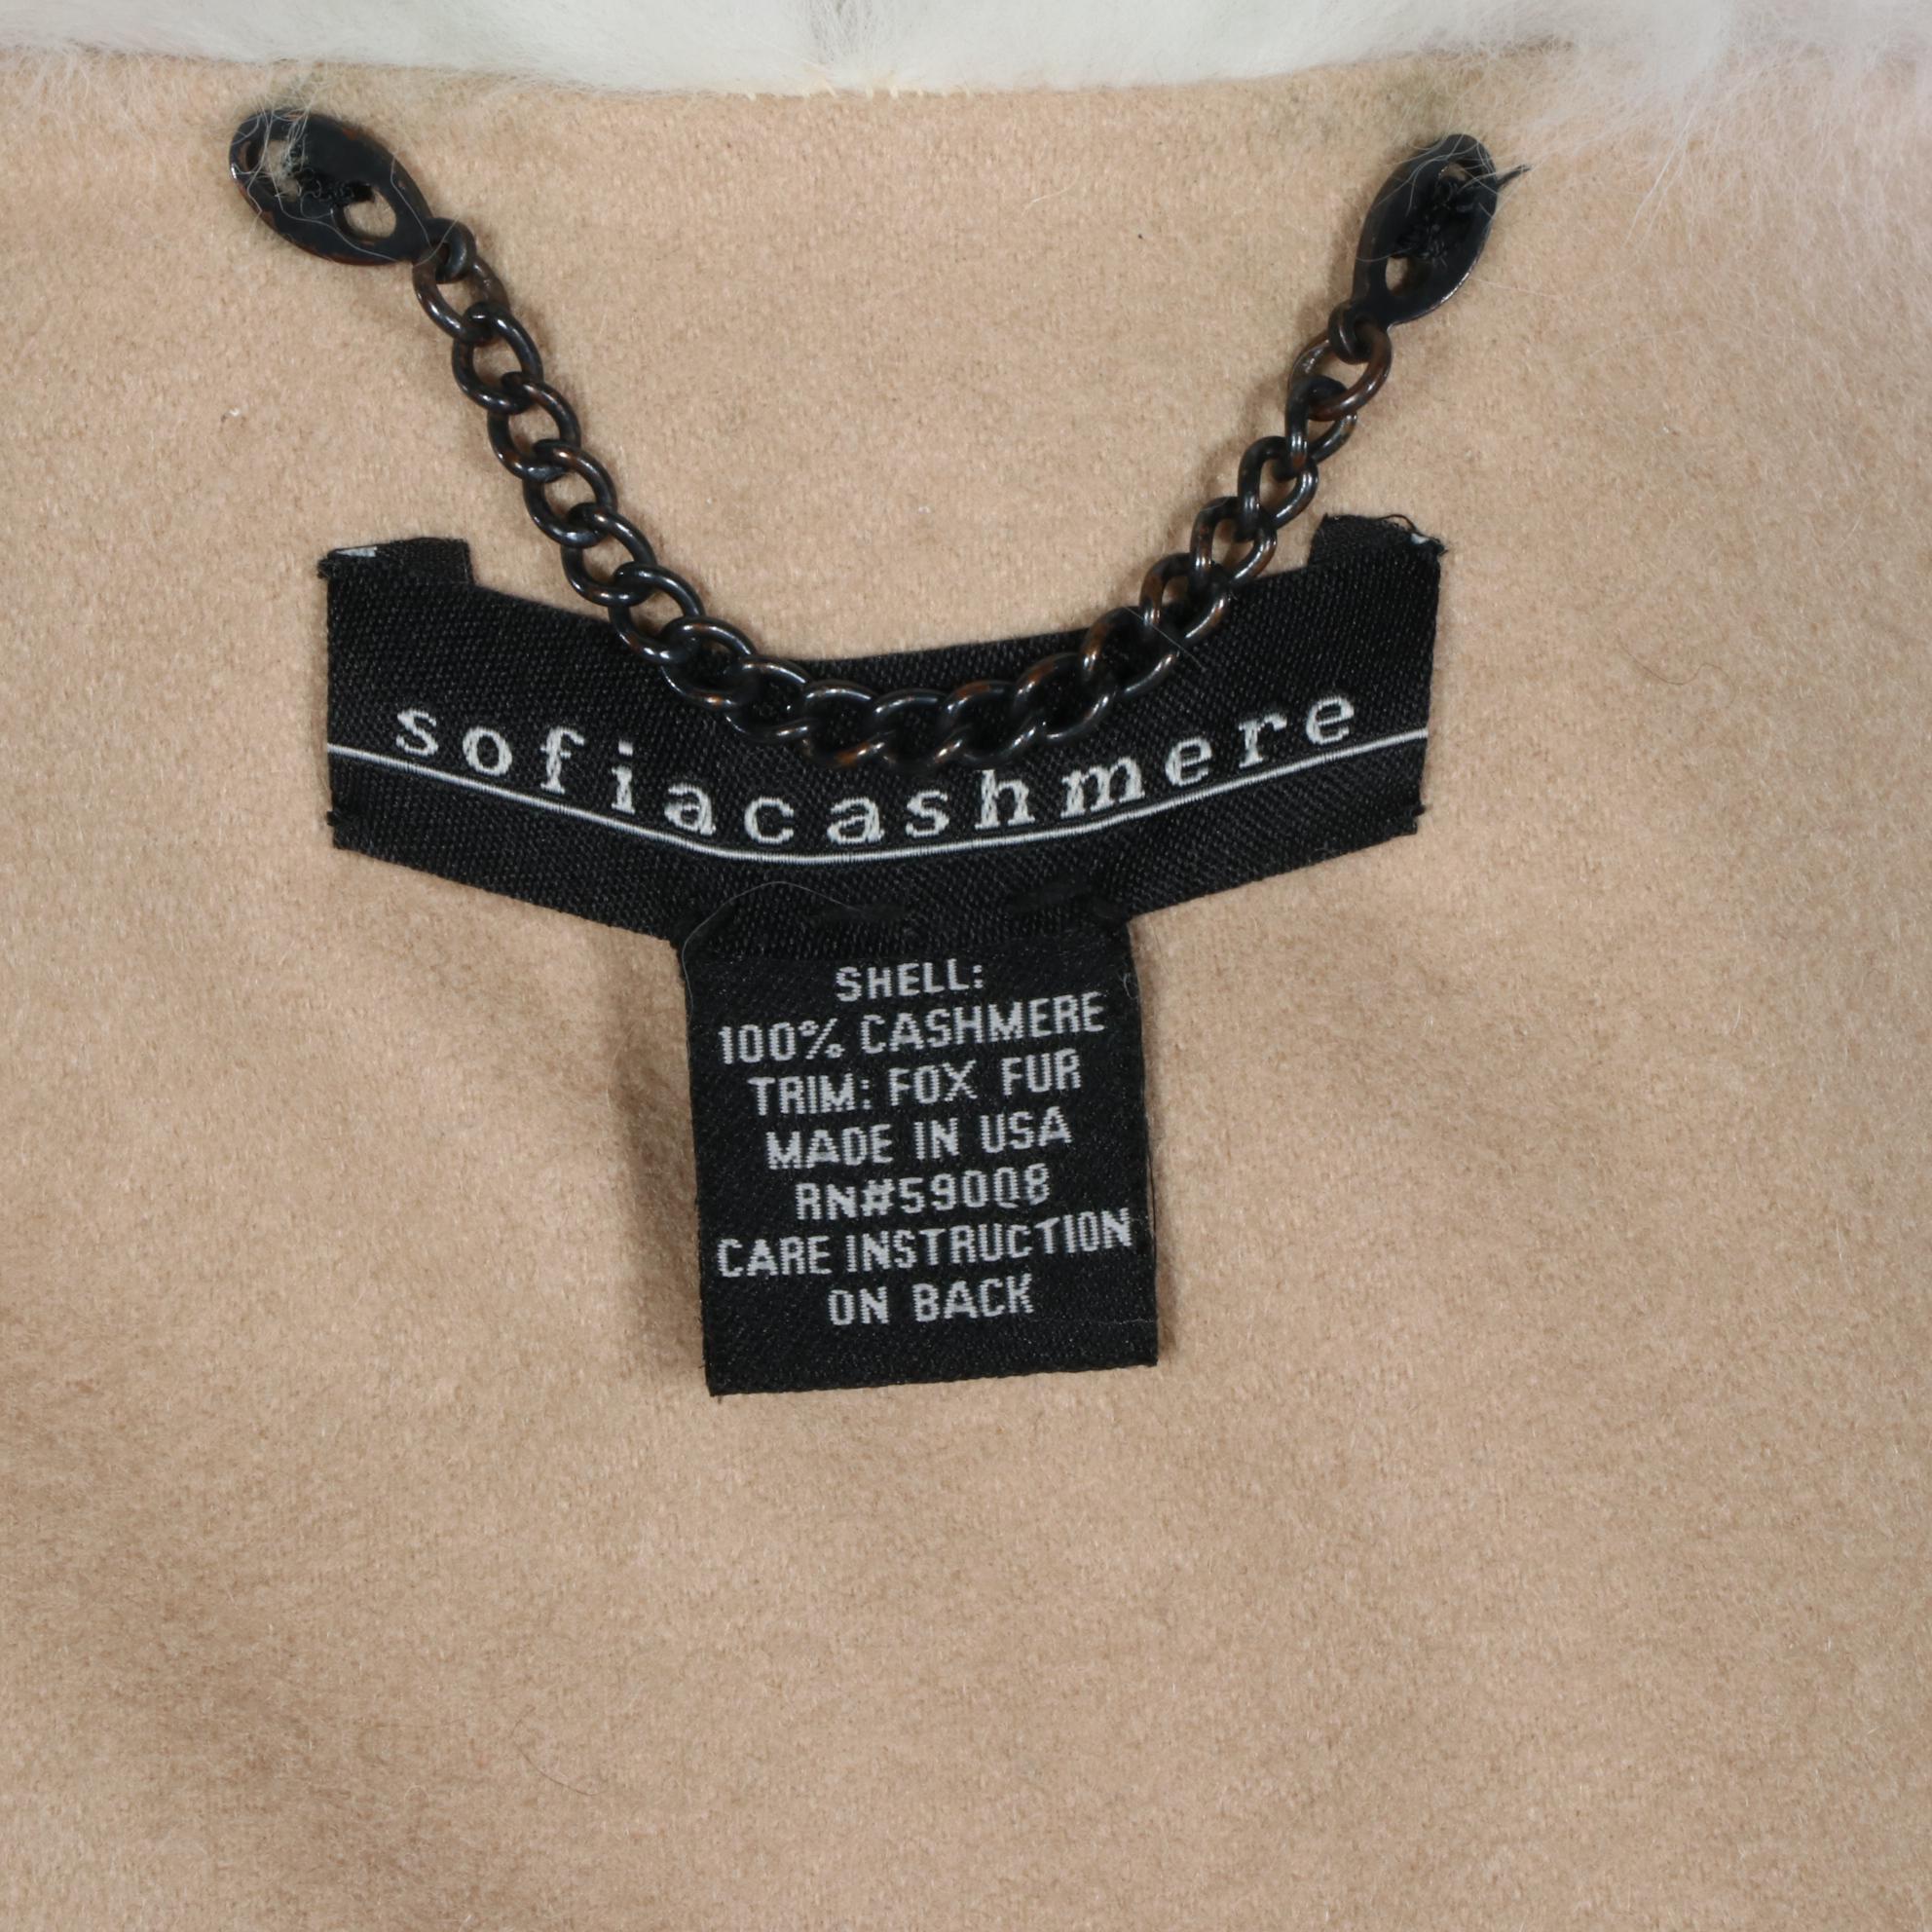 sofiacashmere
SHELL:
100% CASHMERE
TRIM: FOX FUR
MADE IN USA
RN#59008
CARE INSTRUCTION
ON BACK